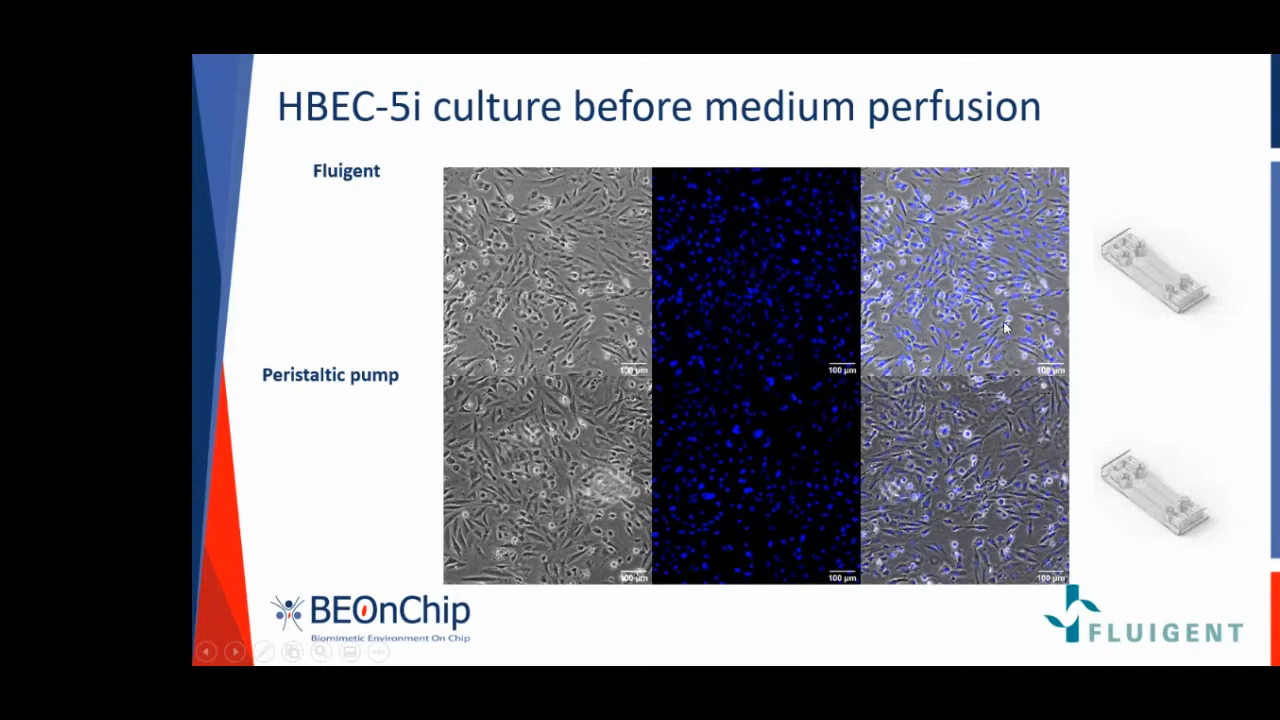 HBEC-5i culture before medium perfusion
Fluigent
100 µm
100 µm
100 µm
Peristaltic pump
100 µm
100 µm
100 µm
BEOnChip
Biomimetic Environment On Chip
FLUIGENT